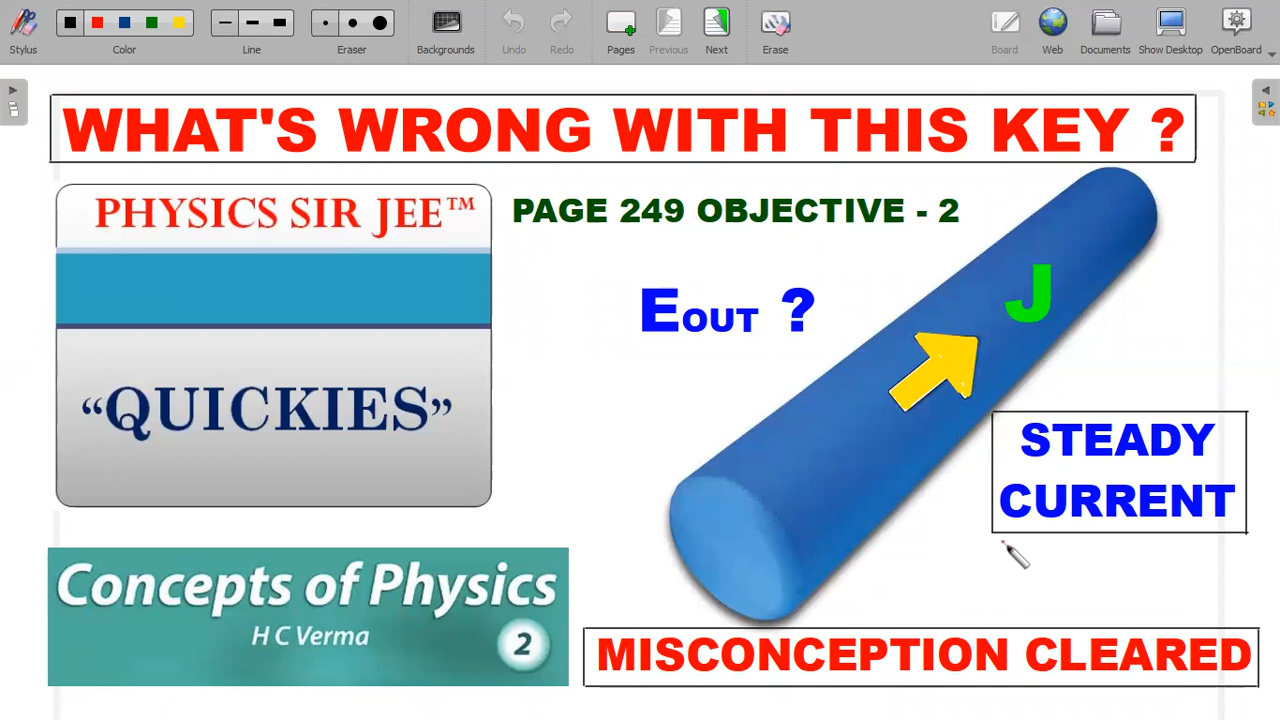 Stylus
Color
Line
Eraser
Backgrounds
Undo
Redo
Pages
Previous
Next
Erase
Board
Web
Documents
Show Desktop
OpenBoard
WHAT'S WRONG WITH THIS KEY ?
PHYSICS SIR JEE™
"QUICKIES"
PAGE 249 OBJECTIVE - 2
EOUT ?
J
STEADY
CURRENT
Concepts of Physics
H C Verma
2
MISCONCEPTION CLEARED